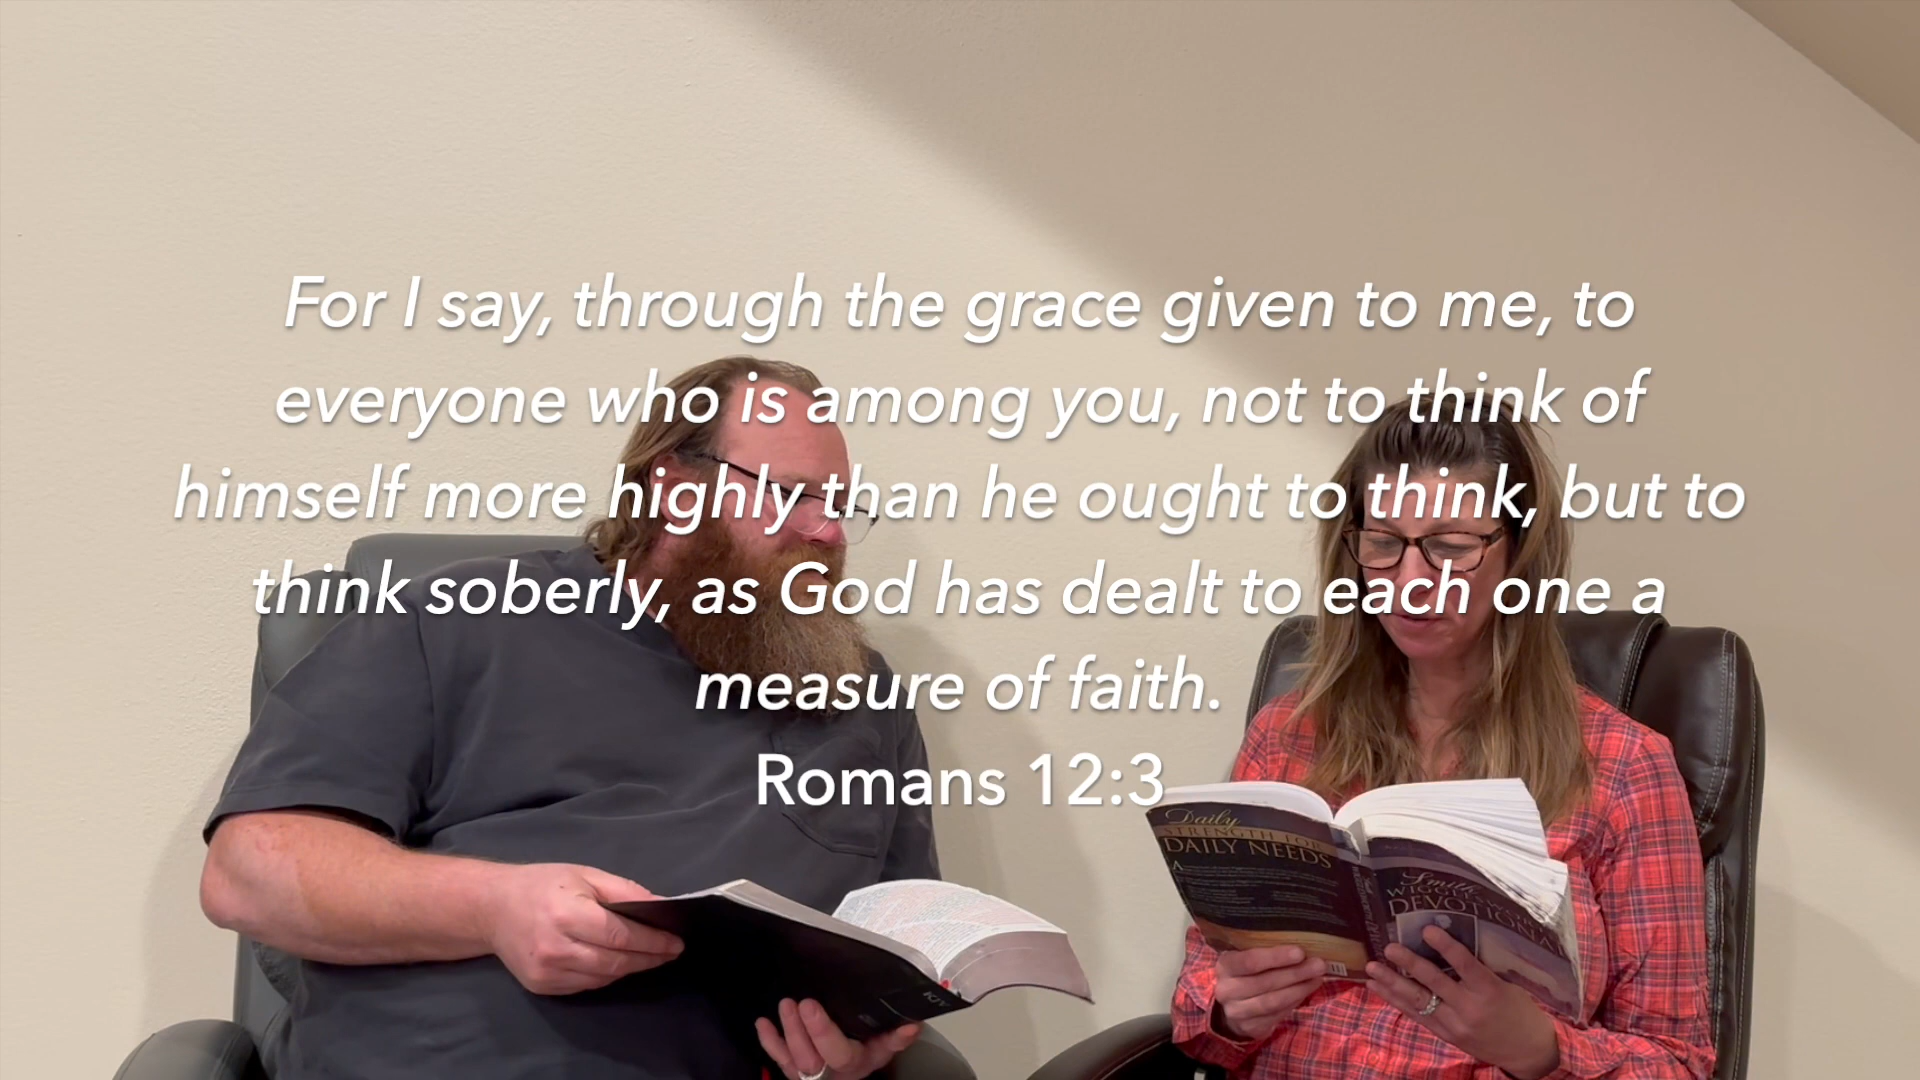 For I say, through the grace given to me, to
everyone who is among you, not to think of
himself more highly than he ought to think, but to
think soberly, as God has dealt to each one a
measure of faith.
Romans 12:3
Daily
STRENGTH FOR
DAILY NEEDS
Smith
WIGGLESWORTH
DEVOTIONAL
KJV